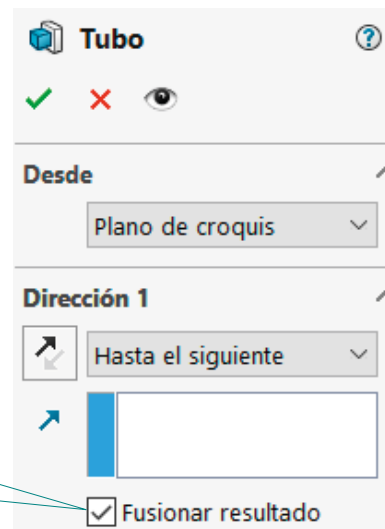 Tubo
Desde
Plano de croquis
Dirección 1
Hasta el siguiente
Fusionar resultado